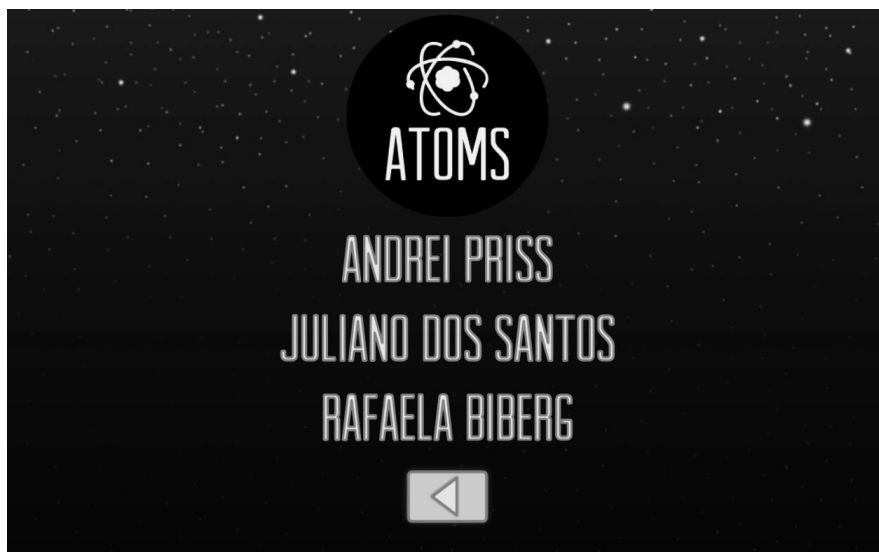 ATOMS
ANDREI PRISS
JULIANO DOS SANTOS
RAFAELA BIBERG